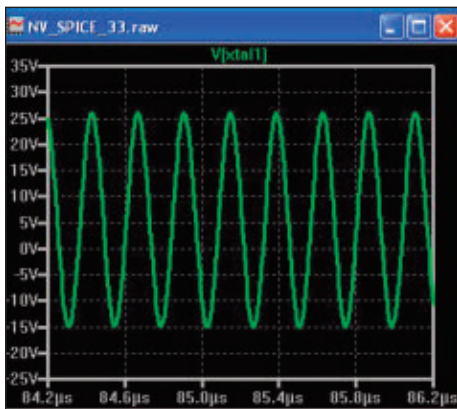 NV_SPICE_33.raw
V[xtal1]
35V
30V
25V
20V
15V
10V
5V
0V
-5V
-10V
-15V
-20V
-25V
84.2µs 84.6µs 85.0µs 85.4µs 85.8µs 86.2µs